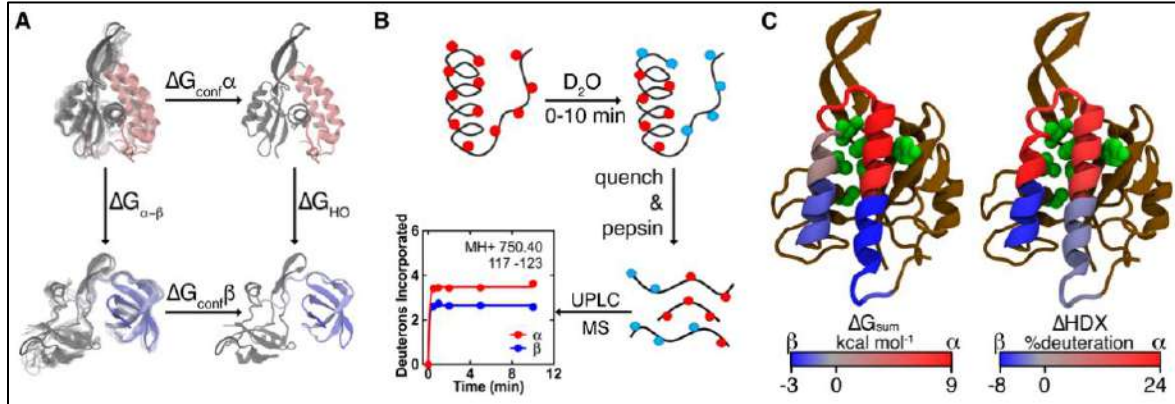 A
ΔG_conf α
ΔG_α-β
ΔG_HO
ΔG_conf β
B
D₂O
0-10 min
quench
&
pepsin
UPLC
MS
Deuterons Incorporated
6
4
2
0
MH+ 750.40
117 -123
α
β
0 4 8 12
Time (min)
C
ΔG_sum
β kcal mol⁻¹ α
-3 0 9
ΔHDX
β %deuteration α
-8 0 24